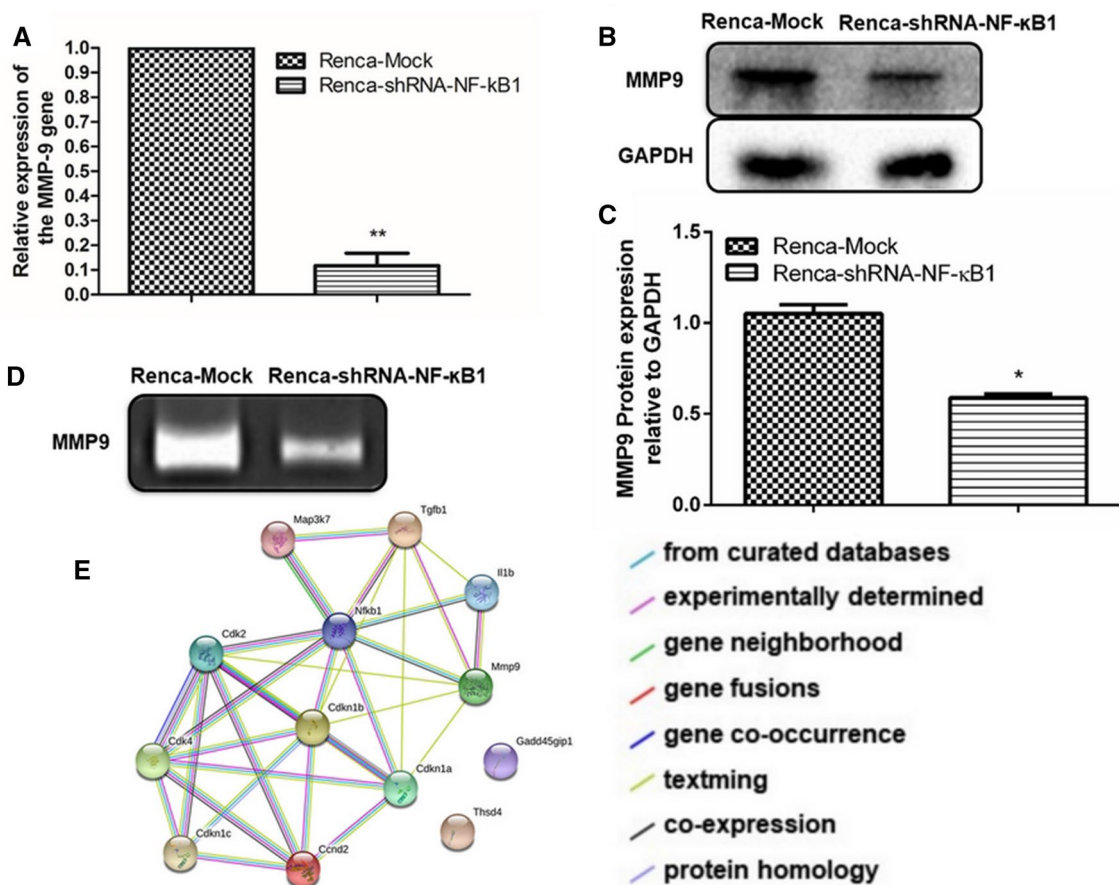 A
Relative expression of
the MMP-9 gene
1.0
0.9
0.8
0.7
0.6
0.5
0.4
0.3
0.2
0.1
0.0
Renca-Mock
Renca-shRNA-NF-kB1
**
B
Renca-Mock Renca-shRNA-NF-κB1
MMP9
GAPDH
C
MMP9 Protein expresion
relative to GAPDH
1.5
1.0
0.5
0.0
Renca-Mock
Renca-shRNA-NF-κB1
*
D
Renca-Mock Renca-shRNA-NF-κB1
MMP9
E
Map3k7
Tgfb1
Il1b
Nfkb1
Cdk2
Mmp9
Cdkn1b
Gadd45gip1
Cdk4
Cdkn1a
Thsd4
Cdkn1c
Ccnd2
from curated databases
experimentally determined
gene neighborhood
gene fusions
gene co-occurrence
textming
co-expression
protein homology